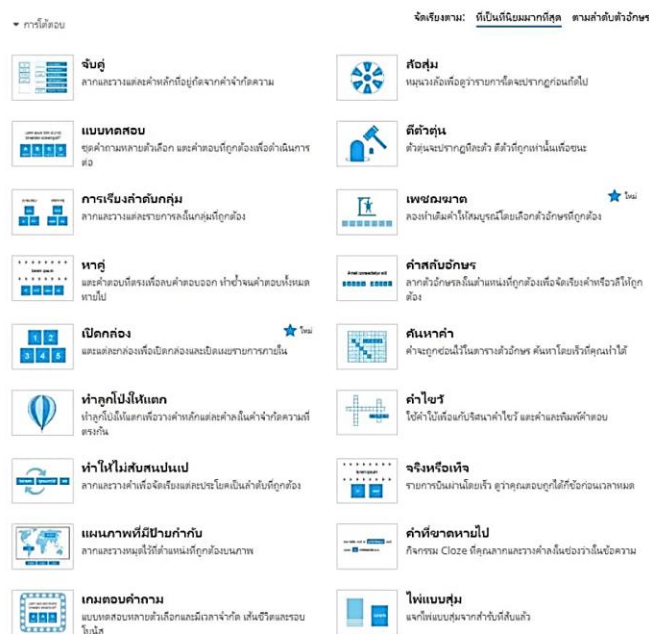 จัดเรียงตาม: ที่เป็นที่นิยมมากที่สุด ตามลำดับตัวอักษร
การโต้ตอบ
จับคู่
ลากและวางแต่ละคำหลักที่อยู่ถัดจากคำจำกัดความ
สุ่ม
หมุนวงล้อเพื่อดูว่ารายการใดจะปรากฏก่อนถัดไป
แบบทดสอบ
ชุดคำถามหลายตัวเลือก แตะคำตอบที่ถูกต้องเพื่อดำเนินการ
ต่อ
ตีตัวตุ่น
ตัวตุ่นจะปรากฏทีละตัว ตีตัวที่ถูกเท่านั้นเพื่อชนะ
การเรียงลำดับกลุ่ม
ลากและวางแต่ละรายการลงในกลุ่มที่ถูกต้อง
เพชฌฆาต
ใหม่
ลองทำเติมคำให้สมบูรณ์โดยเลือกตัวอักษรที่ถูกต้อง
หาคู่
แตะคำตอบที่ตรงเพื่อลบคำตอบออก ทำซ้ำจนคำตอบทั้งหมด
หายไป
คำสลับอักษร
ลากตัวอักษรลงในตำแหน่งที่ถูกต้องเพื่อจัดเรียงคำหรือวลีให้ถูก
ต้อง
เปิดกล่อง
ใหม่
แตะแต่ละกล่องเพื่อเปิดกล่องและเปิดเผยรายการภายใน
1 2
3 4 5
ค้นหาคำ
คำจะถูกซ่อนไว้ในตารางตัวอักษร ค้นหาโดยเร็วที่คุณทำได้
ทำลูกโป่งให้แตก
ทำลูกโป่งให้แตกเพื่อวางคำหลักแต่ละคำลงในคำจำกัดความที่
ตรงกัน
คำไขว้
ใช้คำใบ้เพื่อแก้ปริศนาคำไขว้ แตะคำและพิมพ์คำตอบ
ทำให้ไม่สับสนปนเป
ลากและวางคำเพื่อจัดเรียงแต่ละประโยคเป็นลำดับที่ถูกต้อง
จริงหรือเท็จ
รายการบินผ่านโดยเร็ว ดูว่าคุณตอบถูกได้กี่ข้อก่อนเวลาหมด
แผนภาพที่มีป้ายกำกับ
ลากและวางหมุดไว้ที่ตำแหน่งที่ถูกต้องบนภาพ
คำที่ขาดหายไป
กิจกรรม Cloze ที่คุณลากและวางคำลงในช่องว่างในข้อความ
เกมตอบคำถาม
แบบทดสอบหลายตัวเลือกและมีเวลาจำกัด เส้นชีวิตและรอบ
โบนัส
ไพ่แบบสุ่ม
แจกไพ่แบบสุ่มจากสำรับที่สับแล้ว